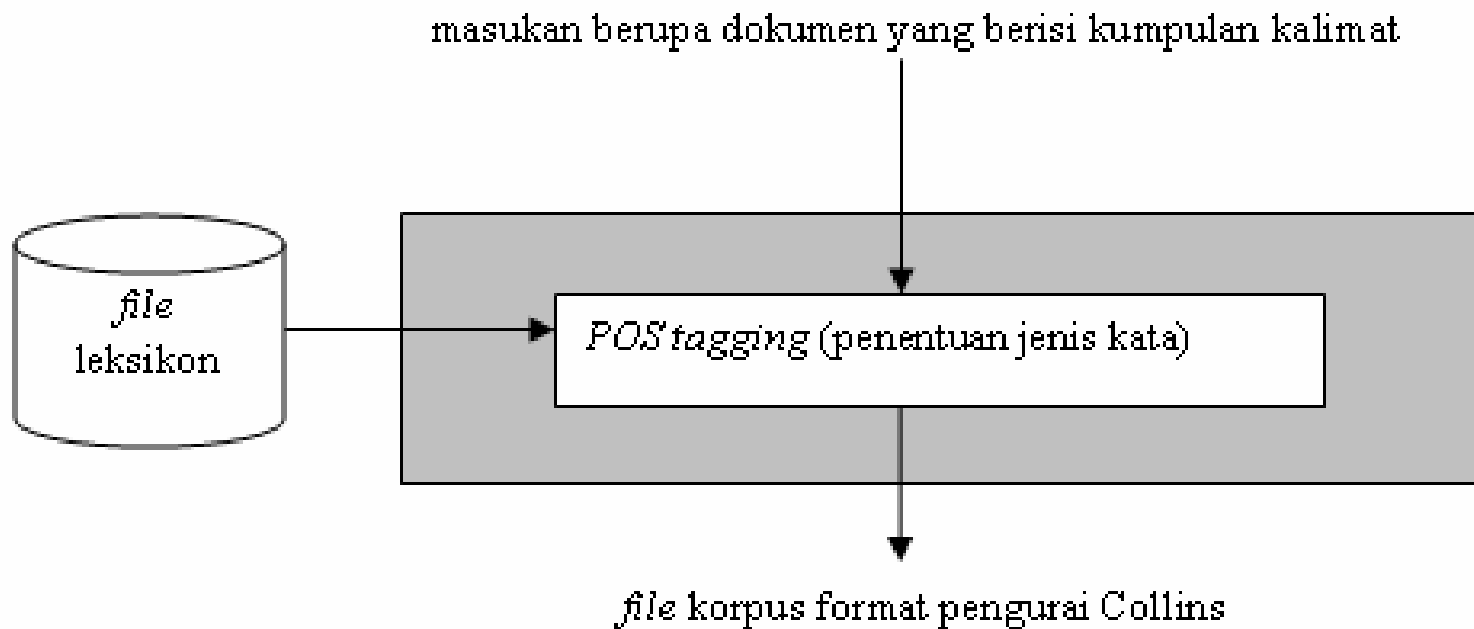 masukan berupa dokumen yang berisi kumpulan kalimat
file
leksikon
POS tagging (penentuan jenis kata)
file korpus format pengurai Collins